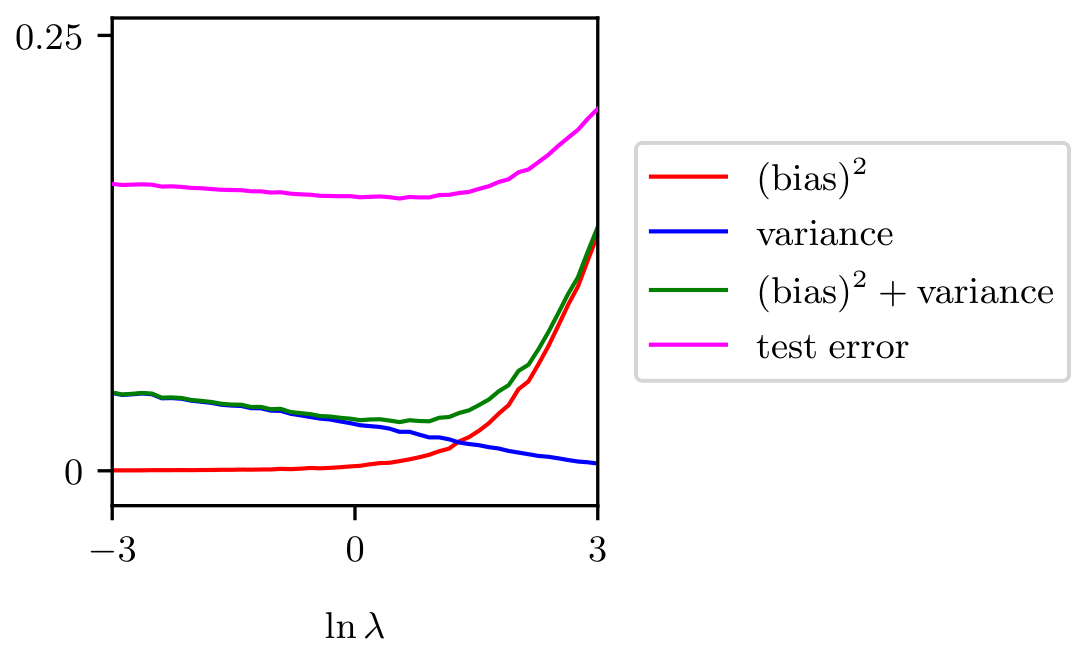 0.25
0
−3 0 3
ln λ
(bias)² 
variance
(bias)² + variance
test error